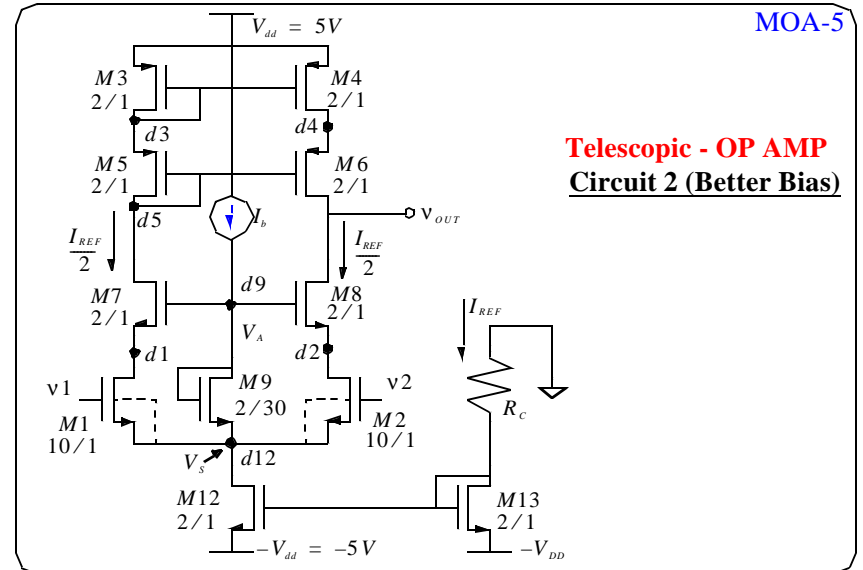 MOA-5
V_dd = 5V
M3
2/1
M4
2/1
d3
d4
Telescopic - OP AMP
Circuit 2 (Better Bias)
M5
2/1
M6
2/1
d5
I_b
ν_OUT
I_REF
2
I_REF
2
d9
M7
2/1
M8
2/1
I_REF
V_A
d1
d2
ν1
M9
2/30
ν2
R_C
M1
10/1
M2
10/1
V_S
d12
M12
2/1
M13
2/1
−V_dd = −5V
−V_DD